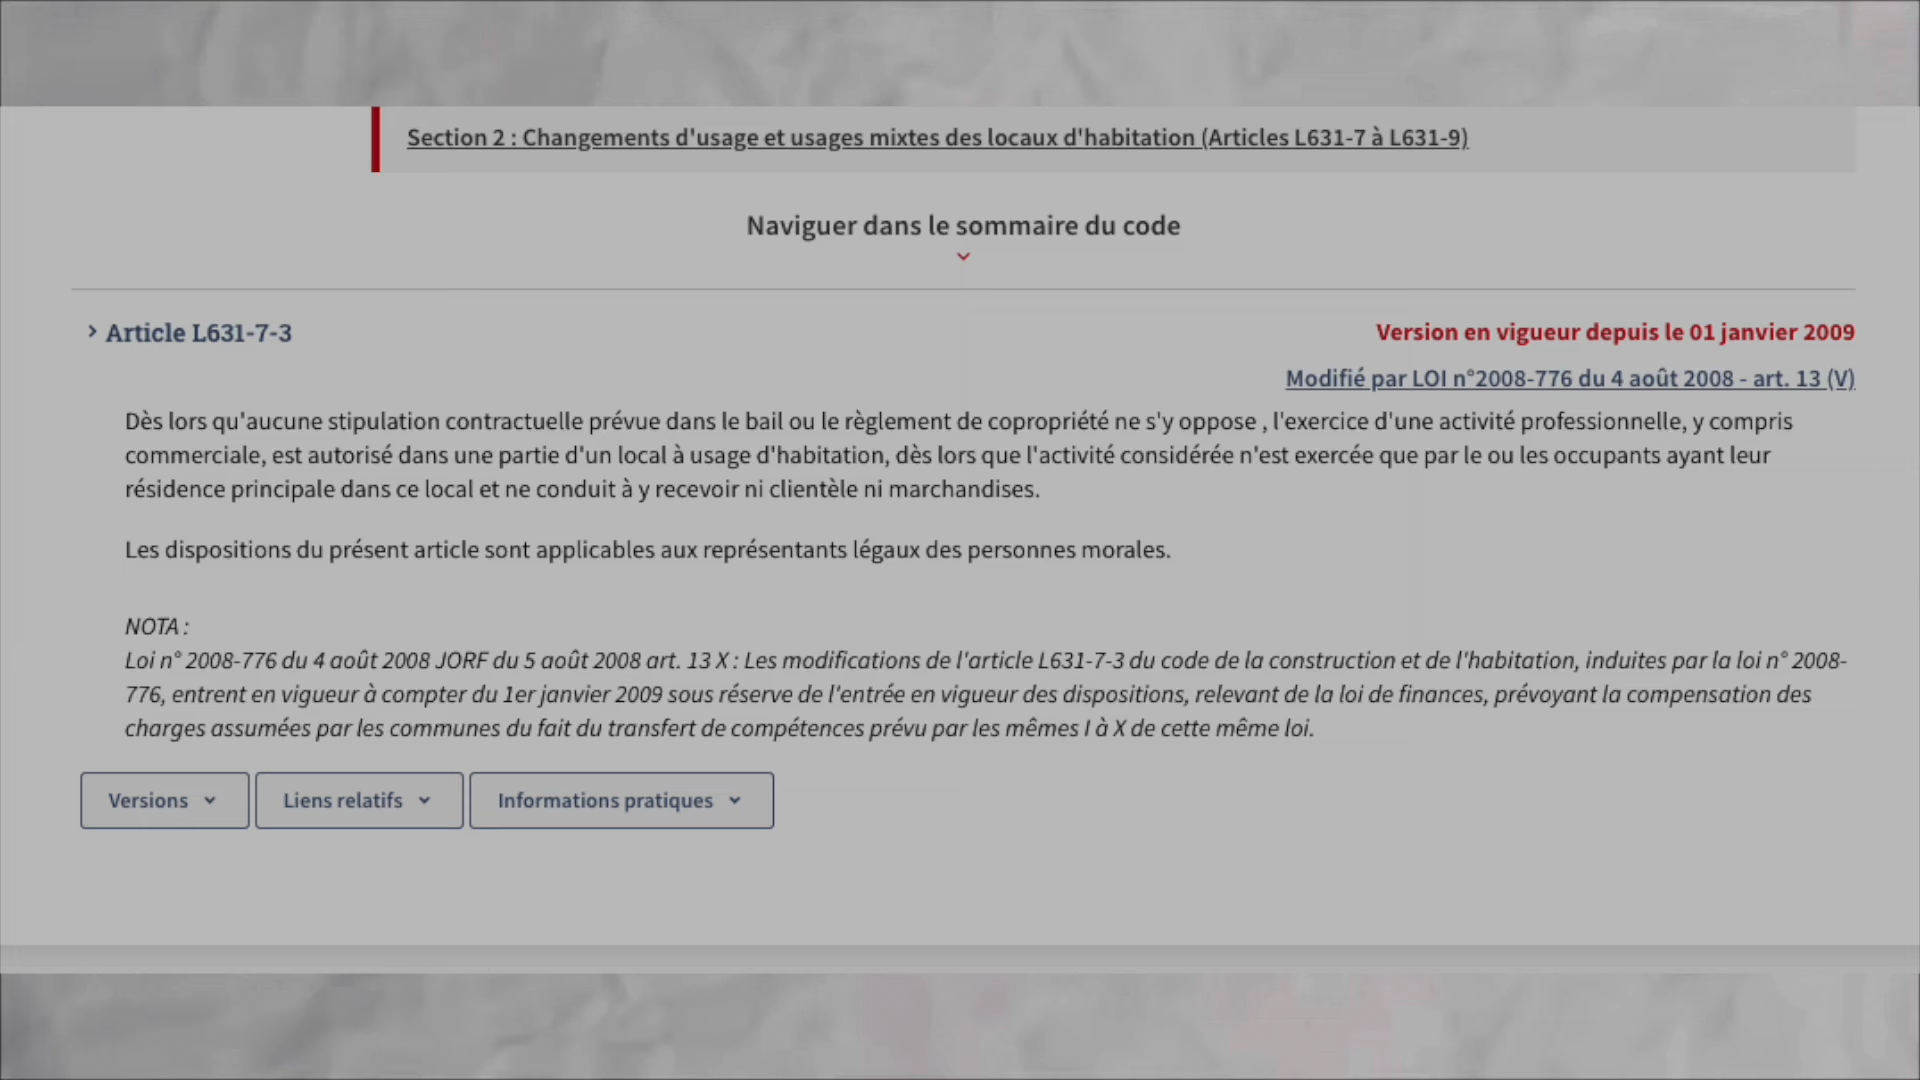 Section 2 : Changements d'usage et usages mixtes des locaux d'habitation (Articles L631-7 à L631-9)
Naviguer dans le sommaire du code
Article L631-7-3
Version en vigueur depuis le 01 janvier 2009
Modifié par LOI n°2008-776 du 4 août 2008 - art. 13 (V)
Dès lors qu'aucune stipulation contractuelle prévue dans le bail ou le règlement de copropriété ne s'y oppose , l'exercice d'une activité professionnelle, y compris
commerciale, est autorisé dans une partie d'un local à usage d'habitation, dès lors que l'activité considérée n'est exercée que par le ou les occupants ayant leur
résidence principale dans ce local et ne conduit à y recevoir ni clientèle ni marchandises.
Les dispositions du présent article sont applicables aux représentants légaux des personnes morales.
NOTA :
Loi n° 2008-776 du 4 août 2008 JORF du 5 août 2008 art. 13 X : Les modifications de l'article L631-7-3 du code de la construction et de l'habitation, induites par la loi n° 2008-
776, entrent en vigueur à compter du 1er janvier 2009 sous réserve de l'entrée en vigueur des dispositions, relevant de la loi de finances, prévoyant la compensation des
charges assumées par les communes du fait du transfert de compétences prévu par les mêmes I à X de cette même loi.
Versions
Liens relatifs
Informations pratiques